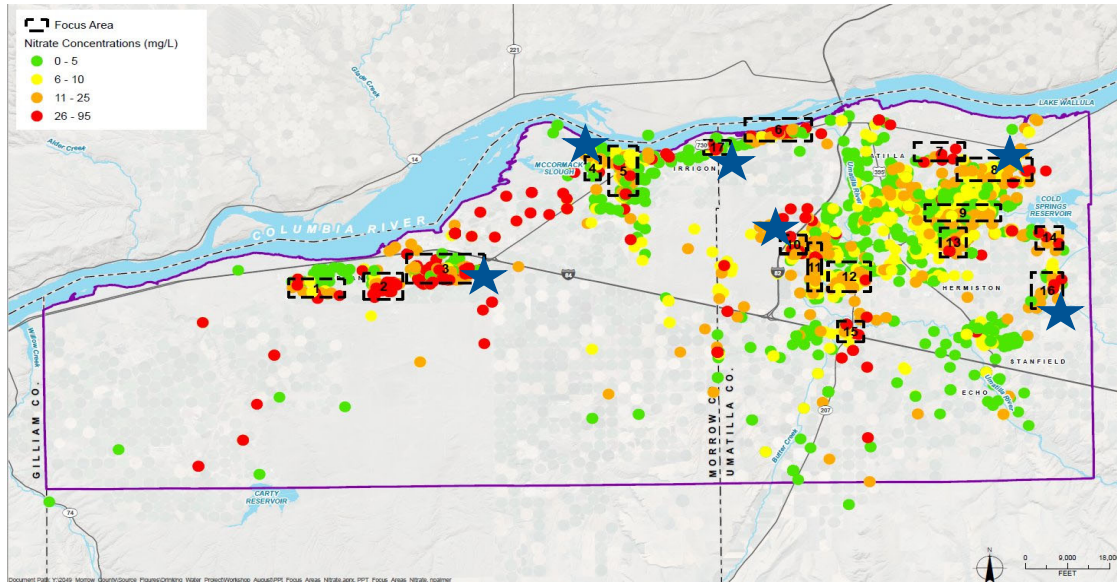 Focus Area
Nitrate Concentrations (mg/L)
0 - 5
6 - 10
11 - 25
26 - 95
221
Glade Creek
Alder Creek
14
LAKE WALLULA
MCCORMACK
SLOUGH
4
5
730
17
IRRIGON
6
Umatilla River
ATILLA
395
7
8
COLD
SPRINGS
RESERVOIR
9
COLUMBIA RIVER
10
13
14
3
84
82
11
12
1
2
HERMISTON
16
15
Willow Creek
STANFIELD
ECHO
Umatilla River
207
Butter Creek
GILLIAM CO.
MORROW C
UMATILLA CO.
CARTY
RESERVOIR
74
N
0 9,000 18,00
FEET